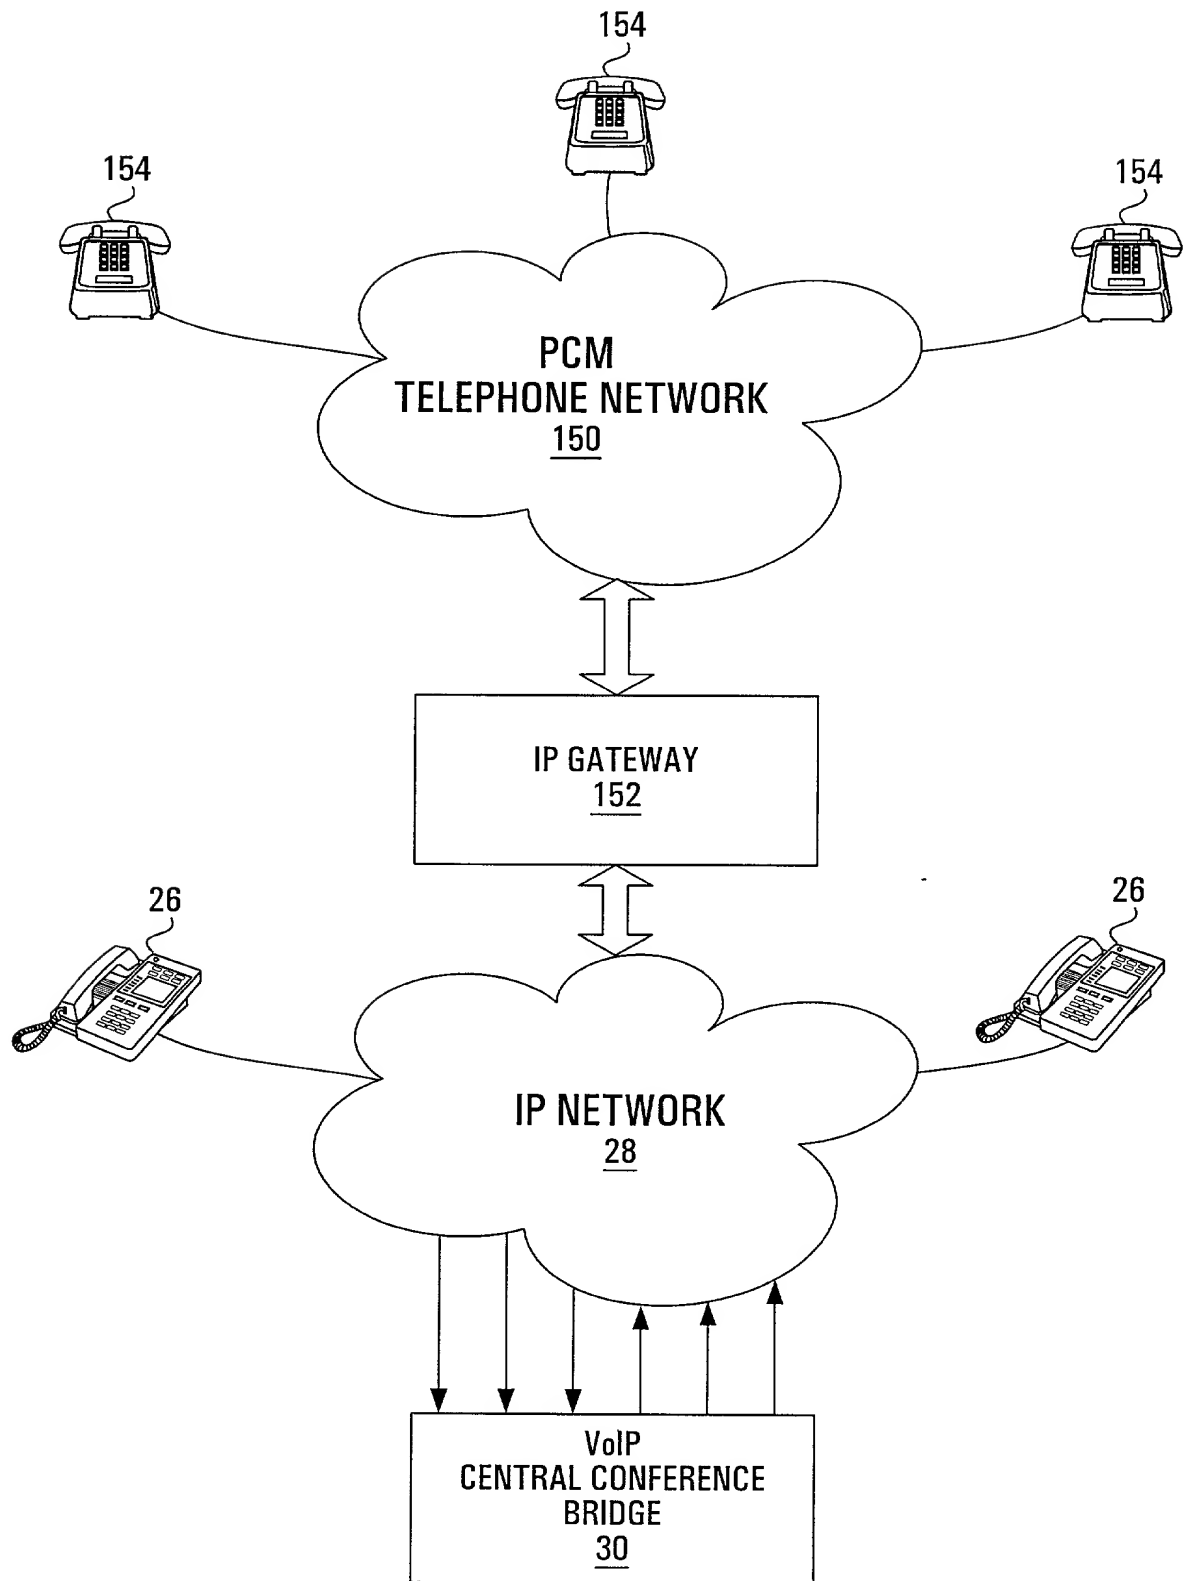 154
154
154
PCM
TELEPHONE NETWORK
150
IP GATEWAY
152
26
26
IP NETWORK
28
VoIP
CENTRAL CONFERENCE
BRIDGE
30